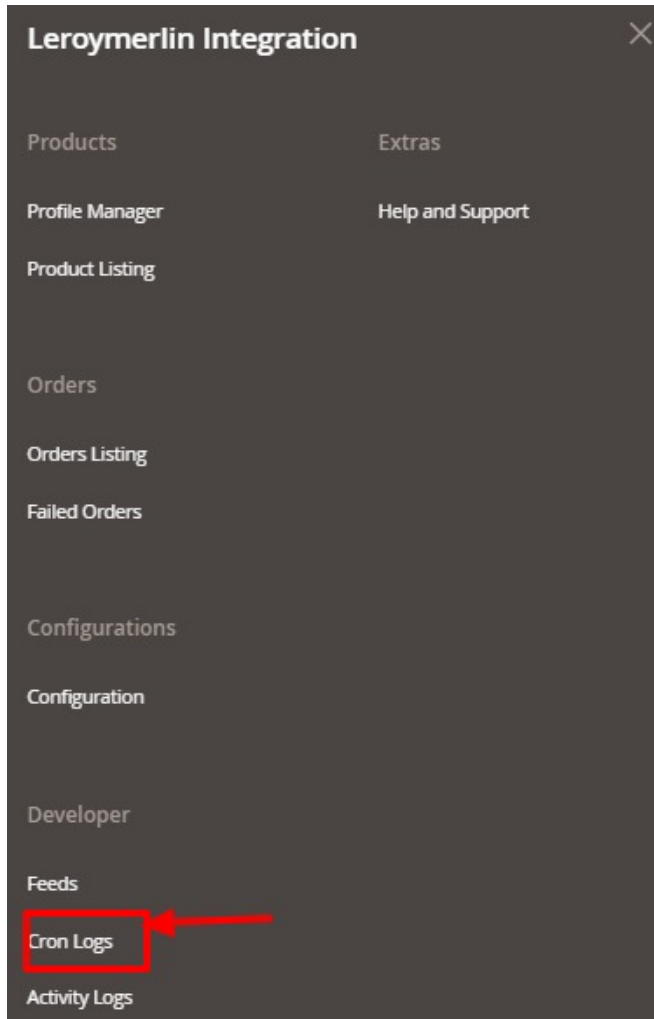 Leroymerlin Integration
Products
Extras
Profile Manager
Help and Support
Product Listing
Orders
Orders Listing
Failed Orders
Configurations
Configuration
Developer
Feeds
Cron Logs
Activity Logs